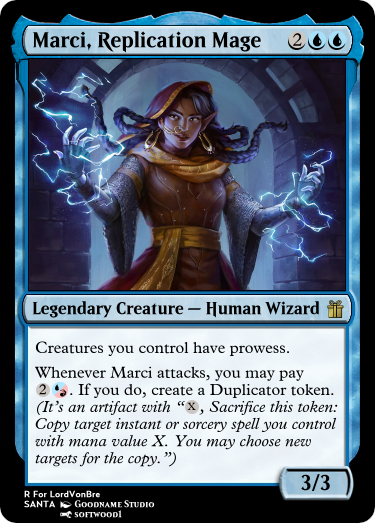 Marci, Replication Mage 2UU
Legendary Creature — Human Wizard
Creatures you control have prowess.
Whenever Marci attacks, you may pay
2 . If you do, create a Duplicator token.
(It's an artifact with “X, Sacrifice this token:
Copy target instant or sorcery spell you control
with mana value X. You may choose new
targets for the copy.”)
3/3
R For LordVonBre
SANTA GOODNAME STUDIO
SOFTWOOD1